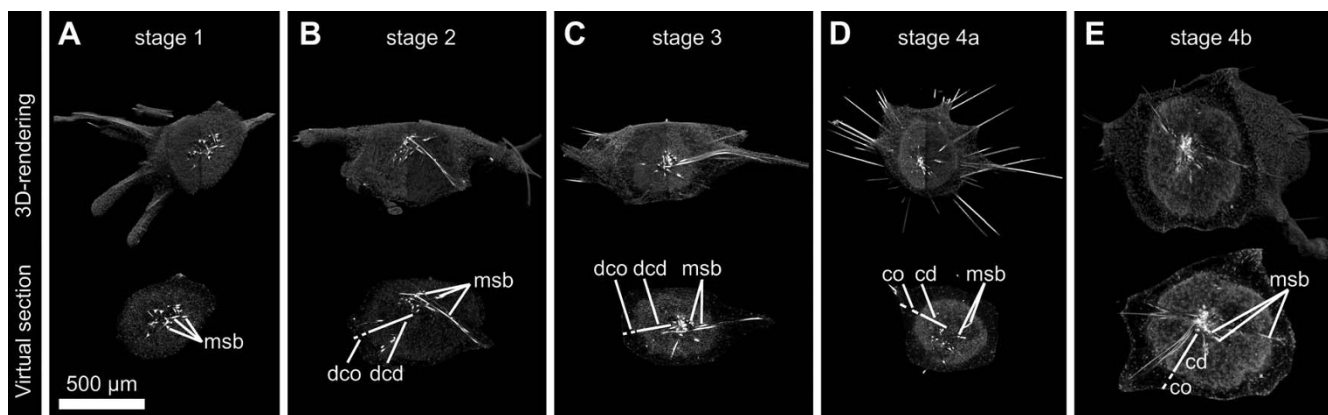 A stage 1
B stage 2
C stage 3
D stage 4a
E stage 4b
3D-rendering
Virtual section
msb
500 µm
msb
dco dcd
dco dcd msb
co cd msb
msb
cd
co